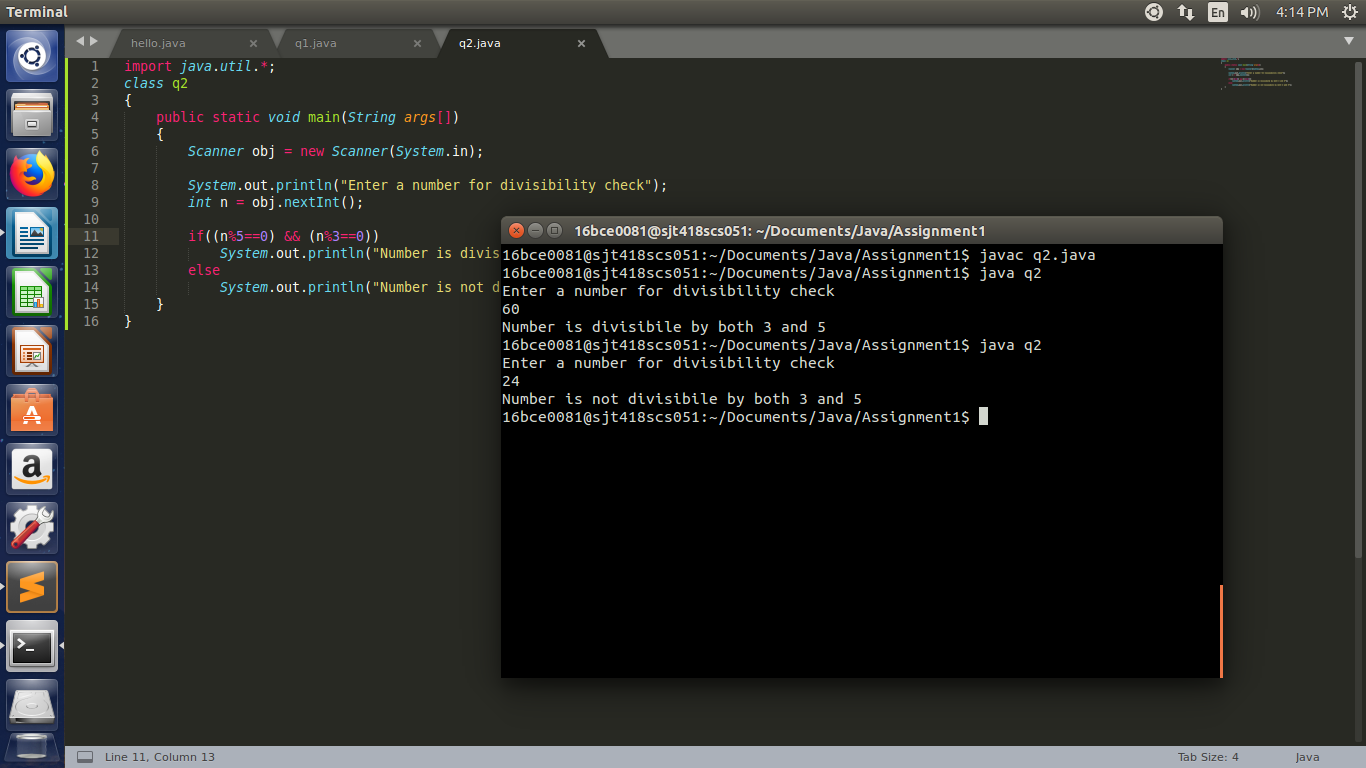 Terminal
En
4:14 PM
hello.java
q1.java
q2.java
1 import java.util.*;
2 class q2
3 {
4 public static void main(String args[])
5 {
6 Scanner obj = new Scanner(System.in);
7
8 System.out.println("Enter a number for divisibility check");
9 int n = obj.nextInt();
10
11 if((n%5==0) && (n%3==0))
12 System.out.println("Number is divis
13 else
14 System.out.println("Number is not d
15 }
16 }
16bce0081@sjt418scs051: ~/Documents/Java/Assignment1
16bce0081@sjt418scs051:~/Documents/Java/Assignment1$ javac q2.java
16bce0081@sjt418scs051:~/Documents/Java/Assignment1$ java q2
Enter a number for divisibility check
60
Number is divisibile by both 3 and 5
16bce0081@sjt418scs051:~/Documents/Java/Assignment1$ java q2
Enter a number for divisibility check
24
Number is not divisibile by both 3 and 5
16bce0081@sjt418scs051:~/Documents/Java/Assignment1$
Line 11, Column 13
Tab Size: 4
Java